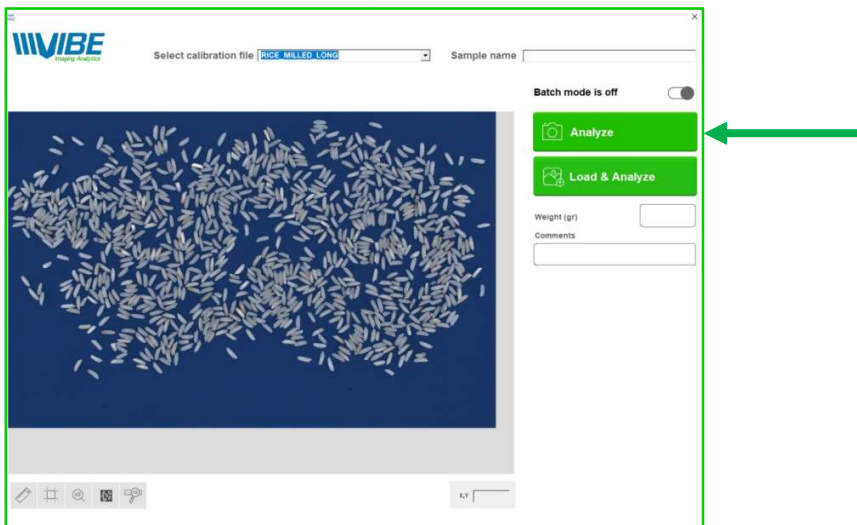 VIBE
Imaging Analytics
Select calibration file RICE_MILLED_LONG Sample name
Batch mode is off
Analyze
Load & Analyze
Weight (gr)
Comments
x2
X,Y